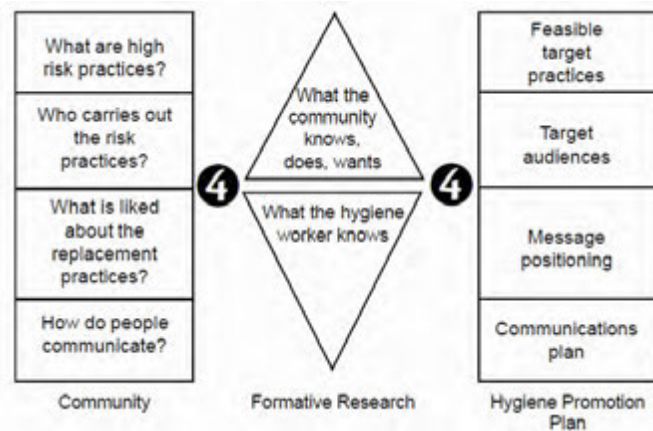 What are high
risk practices?
Who carries out
the risk
practices?
What is liked
about the
replacement
practices?
How do people
communicate?
Community
4
What the
community
knows,
does, wants
What the hygiene
worker knows
Formative Research
4
Feasible
target
practices
Target
audiences
Message
positioning
Communications
plan
Hygiene Promotion
Plan